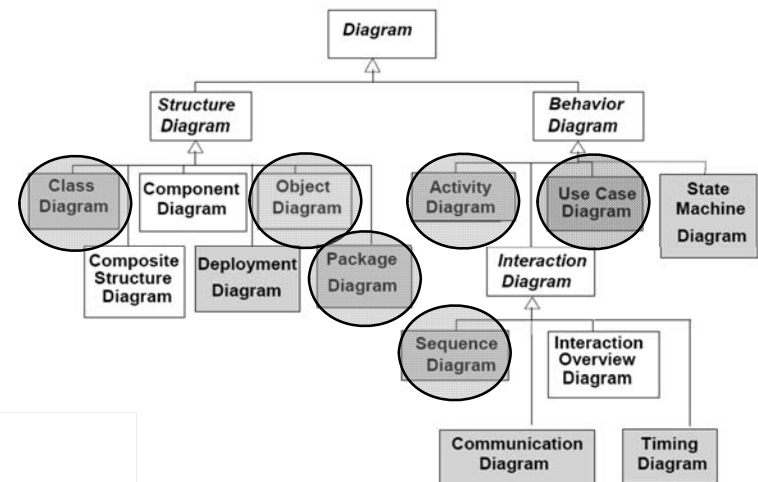 Diagram
Structure
Diagram
Behavior
Diagram
Class
Diagram
Component
Diagram
Object
Diagram
Activity
Diagram
Use Case
Diagram
State
Machine
Diagram
Composite
Structure
Diagram
Deployment
Diagram
Package
Diagram
Interaction
Diagram
Sequence
Diagram
Interaction
Overview
Diagram
Communication
Diagram
Timing
Diagram